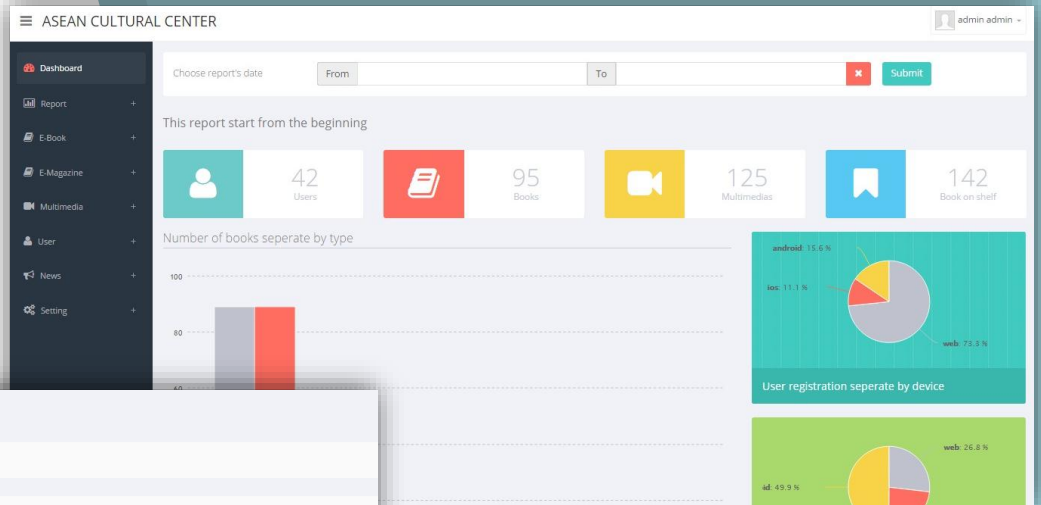 ASEAN CULTURAL CENTER
admin admin
Dashboard
Report +
E-Book +
E-Magazine +
Multimedia +
User +
News +
Setting +
Choose report's date
From
To
Submit
This report start from the beginning
42
Users
95
Books
125
Multimedias
142
Book on shelf
Number of books seperate by type
100
80
60
android: 15.6 %
ios: 11.1 %
web: 73.3 %
User registration seperate by device
web: 26.8 %
49.9 %